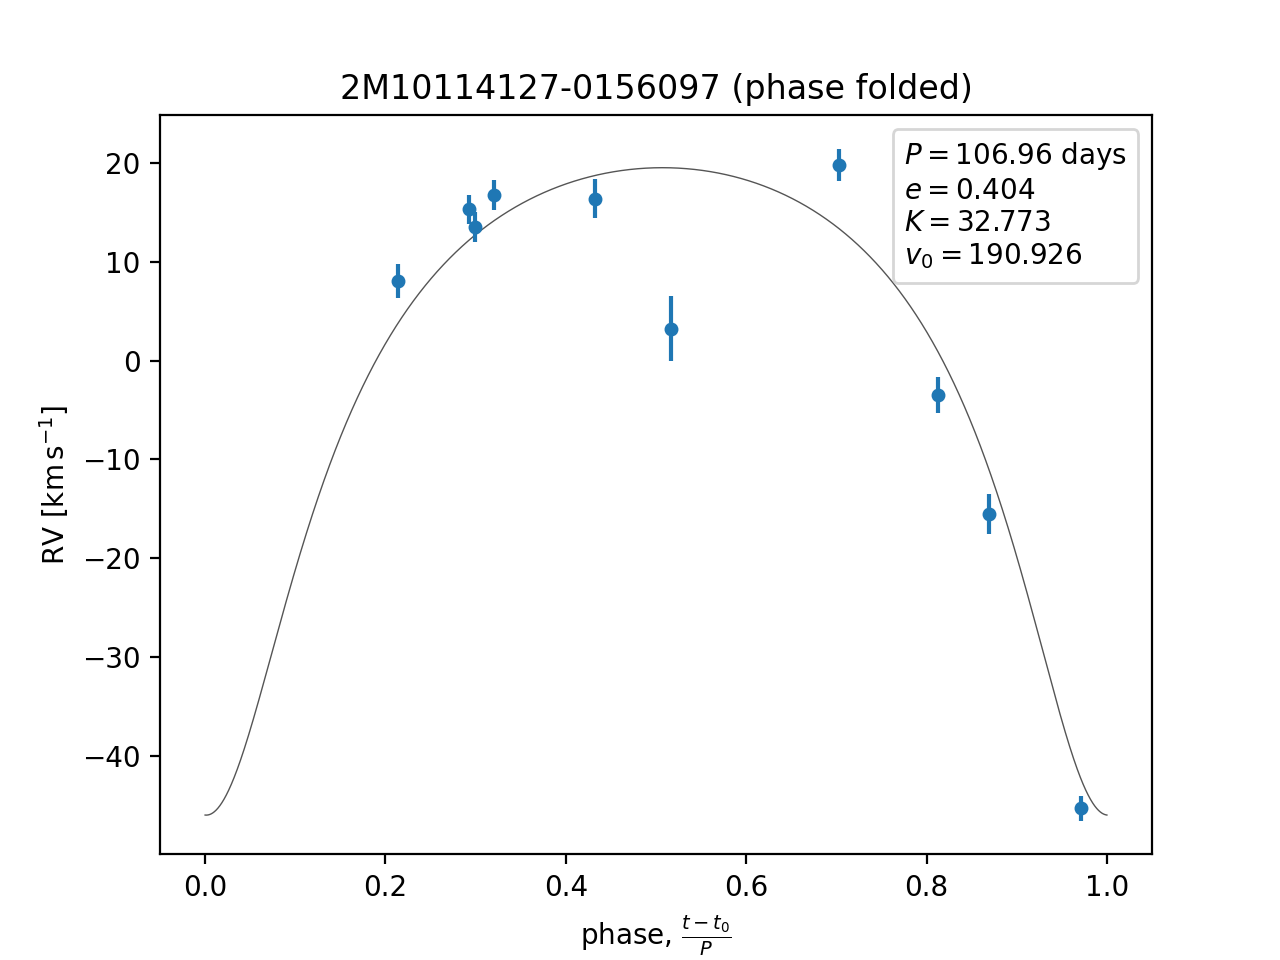 2M10114127-0156097 (phase folded)
P = 106.96 days
e = 0.404
K = 32.773
v₀ = 190.926
20
10
0
−10
−20
−30
−40
RV [km s⁻¹]
0.0 0.2 0.4 0.6 0.8 1.0
phase, (t − t₀)/P